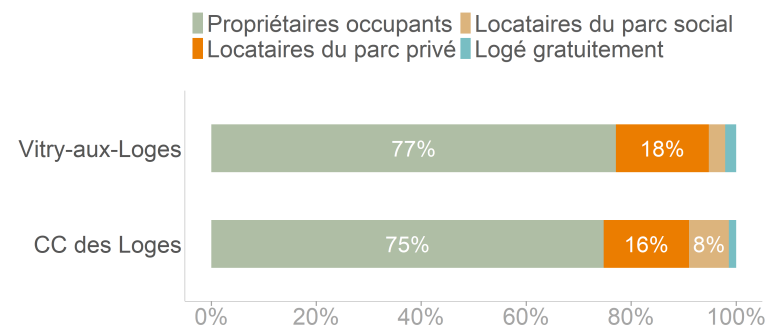 Propriétaires occupants Locataires du parc social
Locataires du parc privé Logé gratuitement
Vitry-aux-Loges 77% 18%
CC des Loges 75% 16% 8%
0% 20% 40% 60% 80% 100%